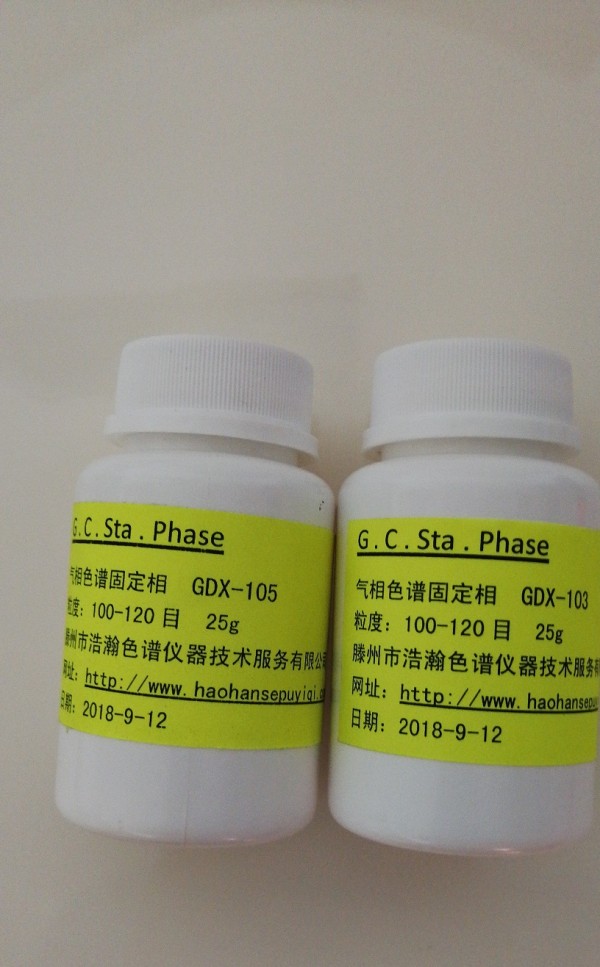 G.C.Sta.Phase
气相色谱固定相 GDX-105
粒度：100-120 目 25g
滕州市浩瀚色谱仪器技术服务有限公司
网址：http://www.haohansepuyiqi.
日期：2018-9-12
G.C.Sta.Phase
气相色谱固定相 GDX-103
粒度：100-120 目 25g
滕州市浩瀚色谱仪器技术服务
网址：http://www.haohansepu
日期：2018-9-12